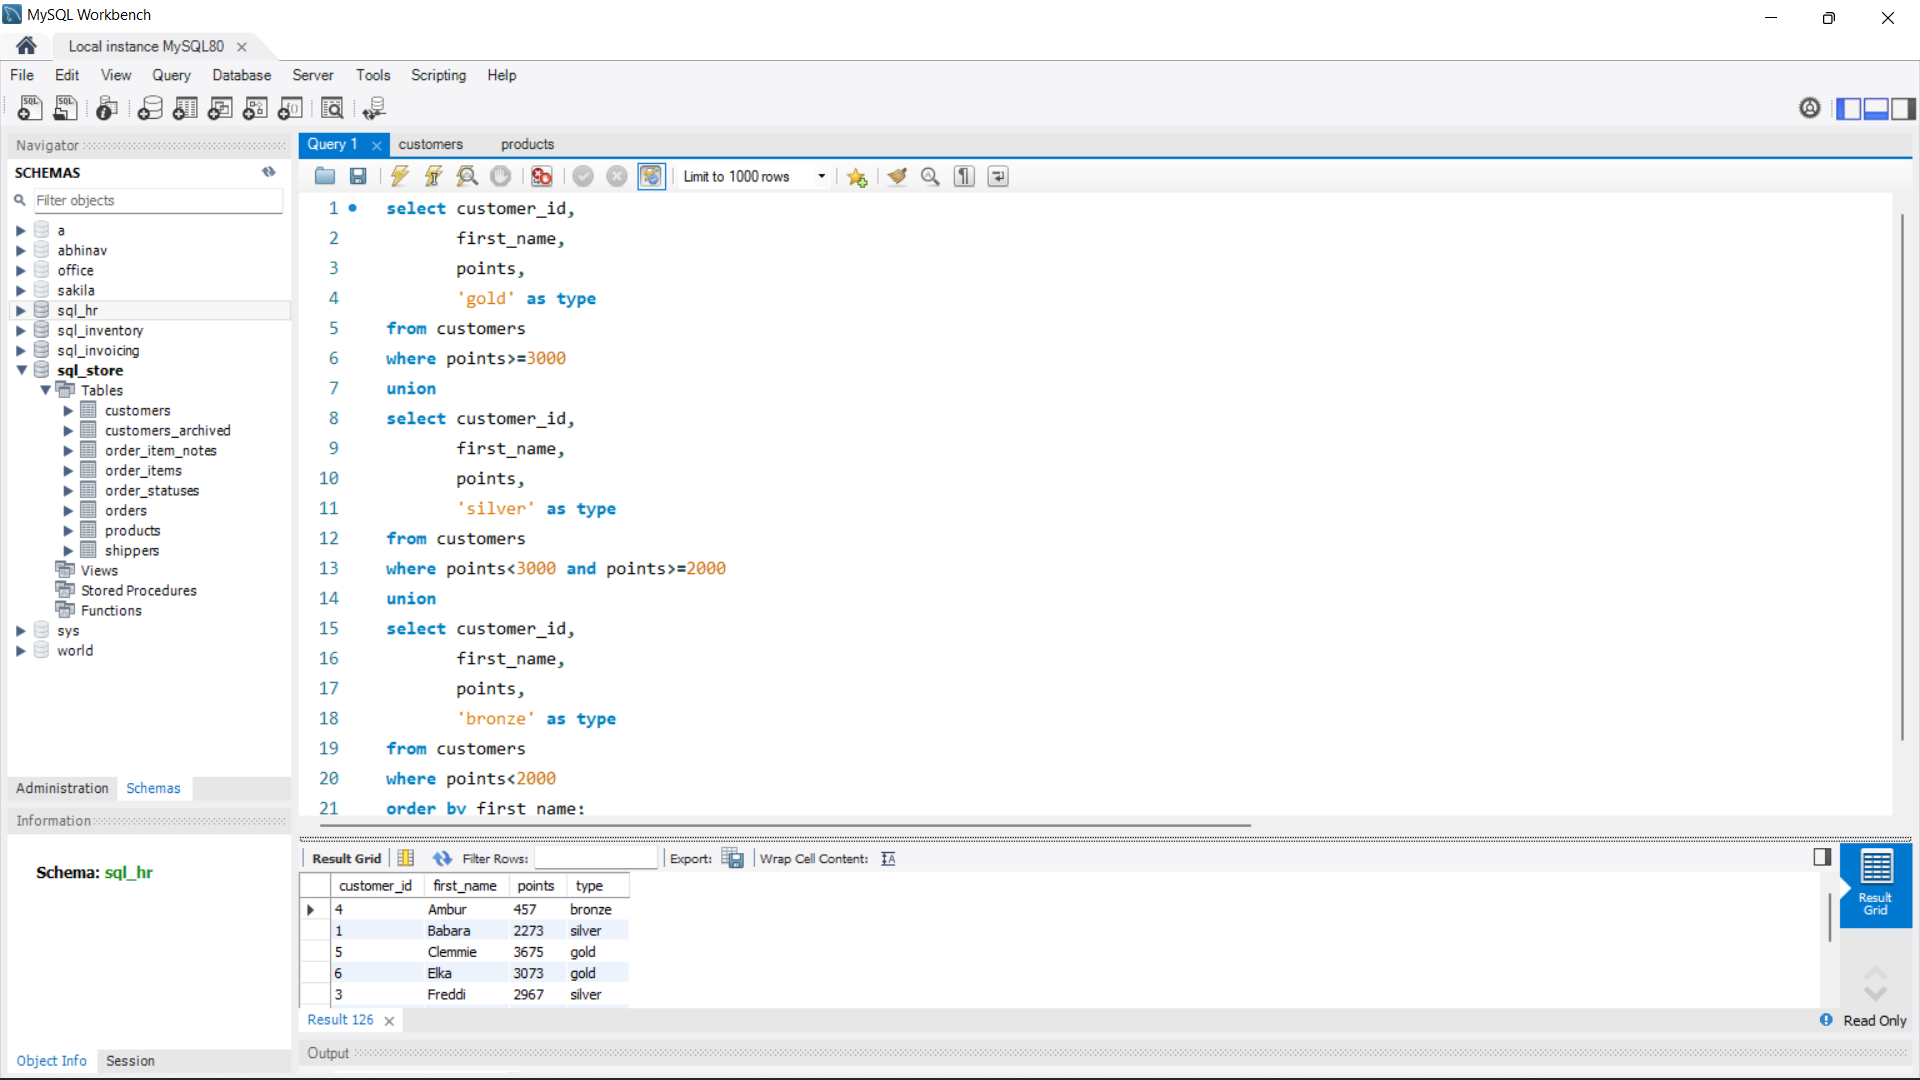 MySQL Workbench
Local instance MySQL80
File Edit View Query Database Server Tools Scripting Help
Navigator
SCHEMAS
Filter objects
a
abhinav
office
sakila
sql_hr
sql_inventory
sql_invoicing
sql_store
Tables
customers
customers_archived
order_item_notes
order_items
order_statuses
orders
products
shippers
Views
Stored Procedures
Functions
sys
world
Administration Schemas
Information
Schema: sql_hr
Object Info Session
Query 1 customers products
Limit to 1000 rows
1 select customer_id,
2 first_name,
3 points,
4 'gold' as type
5 from customers
6 where points>=3000
7 union
8 select customer_id,
9 first_name,
10 points,
11 'silver' as type
12 from customers
13 where points<3000 and points>=2000
14 union
15 select customer_id,
16 first_name,
17 points,
18 'bronze' as type
19 from customers
20 where points<2000
21 order by first_name;
Result Grid Filter Rows: Export: Wrap Cell Content:
customer_id first_name points type
4 Ambur 457 bronze
1 Babara 2273 silver
5 Clemmie 3675 gold
6 Elka 3073 gold
3 Freddi 2967 silver
Result
Grid
Result 126
Read Only
Output